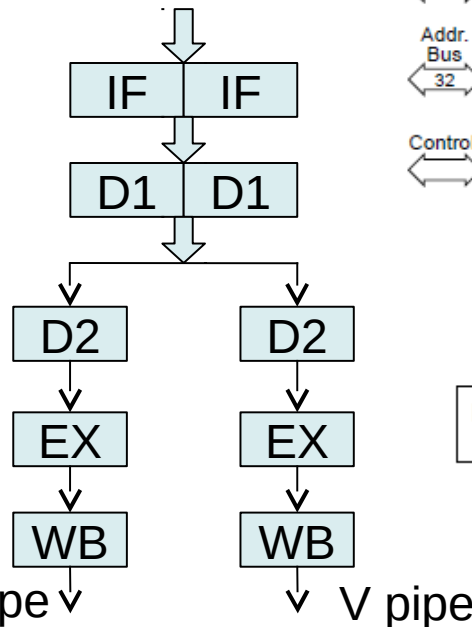 Addr.
Bus
32
IF IF
Control
D1 D1
D2 D2
EX EX
WB WB
pe V pipe